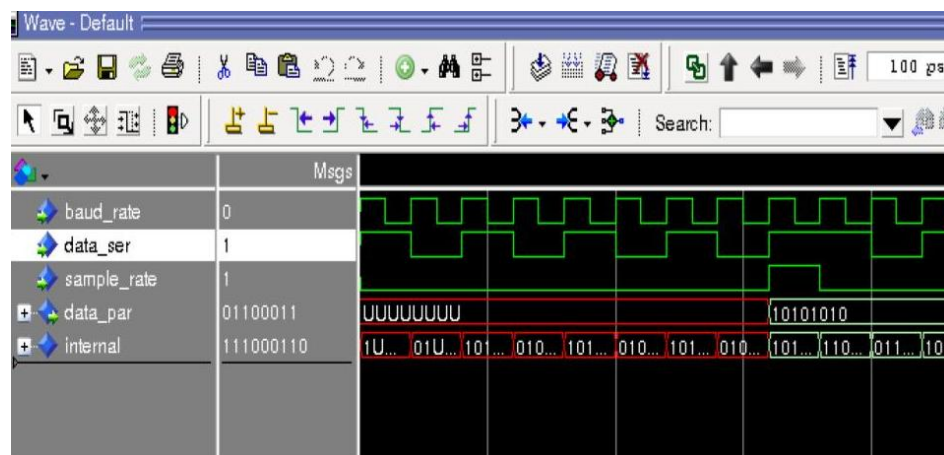 Wave - Default
100 ps
Search:
Msgs
baud_rate 0
data_ser 1
sample_rate 1
data_par 01100011 UUUUUUUU 10101010
internal 111000110 1U... 01U... 101... 010... 101... 010... 101... 010... 101... 110... 011... 10